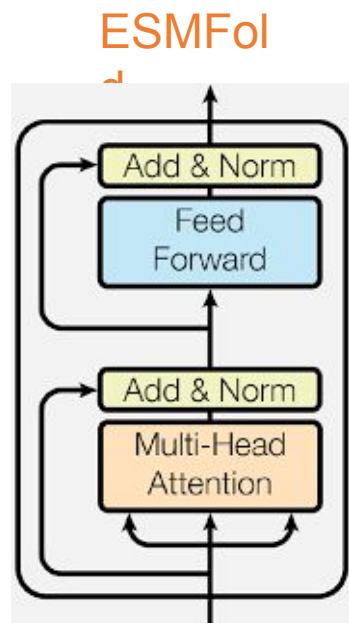 ESMFol
d
Add & Norm
Feed
Forward
Add & Norm
Multi-Head
Attention